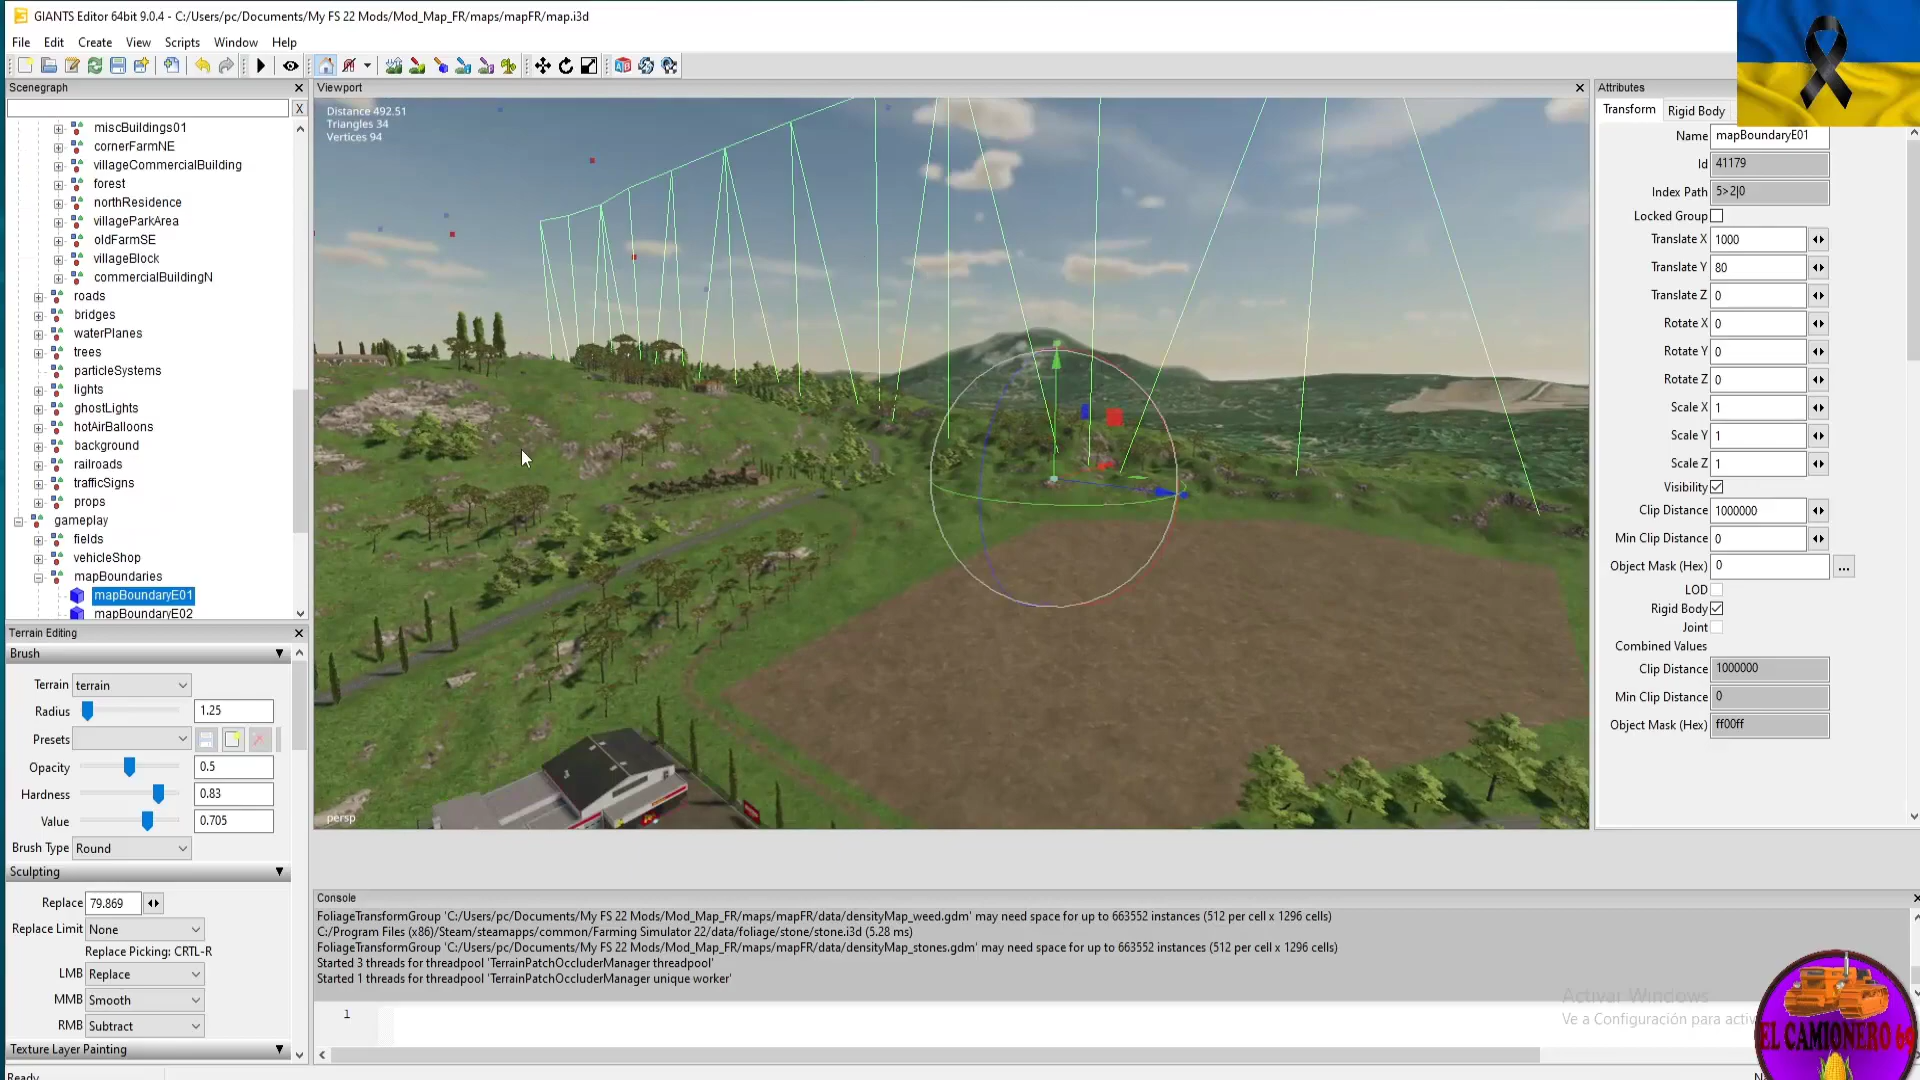 GIANTS Editor 64bit 9.0.4 - C:/Users/pc/Documents/My FS 22 Mods/Mod_Map_FR/maps/mapFR/map.i3d
File Edit Create View Scripts Window Help
Scenegraph
X
miscBuildings01
cornerFarmNE
villageCommercialBuilding
forest
northResidence
villageParkArea
oldFarmSE
villageBlock
commercialBuildingN
roads
bridges
waterPlanes
trees
particleSystems
lights
ghostLights
hotAirBalloons
background
railroads
trafficSigns
props
gameplay
fields
vehicleShop
mapBoundaries
mapBoundaryE01
mapBoundaryE02
Terrain Editing
Brush
Terrain terrain
Radius 1.25
Presets
Opacity 0.5
Hardness 0.83
Value 0.705
Brush Type Round
Sculpting
Replace 79.869
Replace Limit None
Replace Picking: CRTL-R
LMB Replace
MMB Smooth
RMB Subtract
Texture Layer Painting
Ready
Viewport
Distance 492.51
Triangles 34
Vertices 94
persp
Console
FoliageTransformGroup 'C:/Users/pc/Documents/My FS 22 Mods/Mod_Map_FR/maps/mapFR/data/densityMap_weed.gdm' may need space for up to 663552 instances (512 per cell x 1296 cells)
C:/Program Files (x86)/Steam/steamapps/common/Farming Simulator 22/data/foliage/stone/stone.i3d (5.28 ms)
FoliageTransformGroup 'C:/Users/pc/Documents/My FS 22 Mods/Mod_Map_FR/maps/mapFR/data/densityMap_stones.gdm' may need space for up to 663552 instances (512 per cell x 1296 cells)
Started 3 threads for threadpool 'TerrainPatchOccluderManager threadpool'
Started 1 threads for threadpool 'TerrainPatchOccluderManager unique worker'
1
Attributes
Transform Rigid Body
Name mapBoundaryE01
Id 41179
Index Path 5>2|0
Locked Group
Translate X 1000
Translate Y 80
Translate Z 0
Rotate X 0
Rotate Y 0
Rotate Z 0
Scale X 1
Scale Y 1
Scale Z 1
Visibility
Clip Distance 1000000
Min Clip Distance 0
Object Mask (Hex) 0 ...
LOD
Rigid Body
Joint
Combined Values
Clip Distance 1000000
Min Clip Distance 0
Object Mask (Hex) ff00ff
Activar Windows
Ve a Configuración para activ
EL CAMIONERO